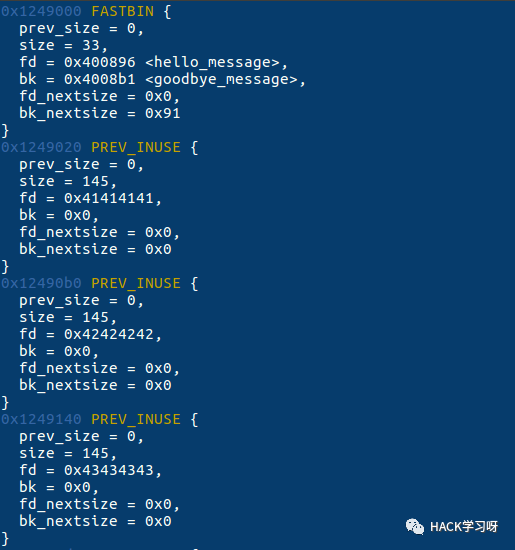 0x1249000 FASTBIN {
  prev_size = 0,
  size = 33,
  fd = 0x400896 <hello_message>,
  bk = 0x4008b1 <goodbye_message>,
  fd_nextsize = 0x0,
  bk_nextsize = 0x91
}
0x1249020 PREV_INUSE {
  prev_size = 0,
  size = 145,
  fd = 0x41414141,
  bk = 0x0,
  fd_nextsize = 0x0,
  bk_nextsize = 0x0
}
0x12490b0 PREV_INUSE {
  prev_size = 0,
  size = 145,
  fd = 0x42424242,
  bk = 0x0,
  fd_nextsize = 0x0,
  bk_nextsize = 0x0
}
0x1249140 PREV_INUSE {
  prev_size = 0,
  size = 145,
  fd = 0x43434343,
  bk = 0x0,
  fd_nextsize = 0x0,
  bk_nextsize = 0x0
}
HACK学习呀